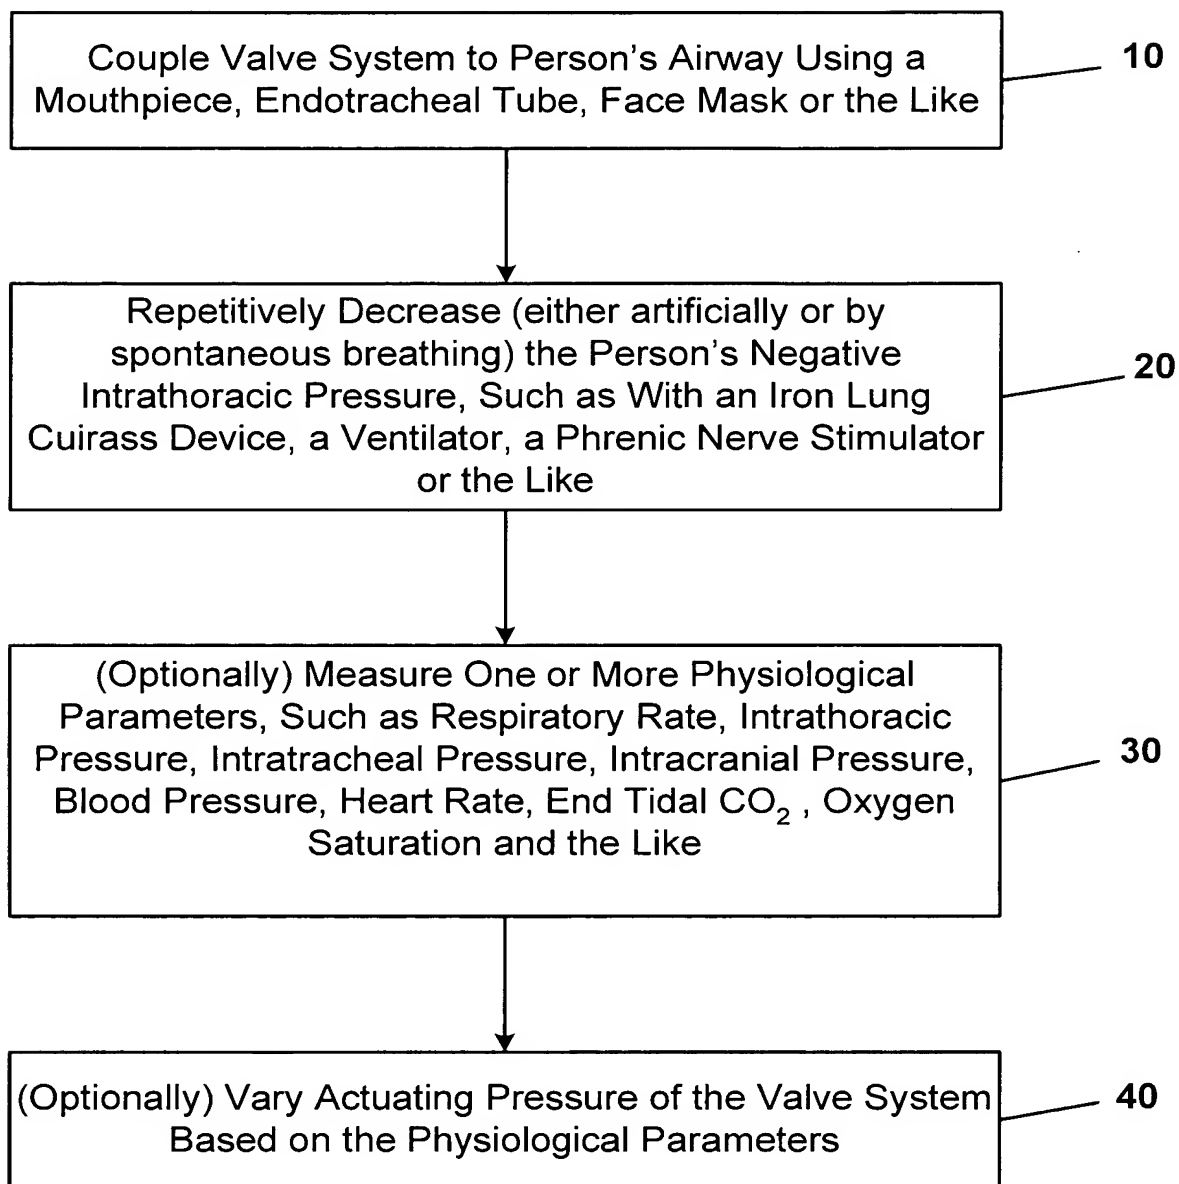 Couple Valve System to Person's Airway Using a
Mouthpiece, Endotracheal Tube, Face Mask or the Like
10
Repetitively Decrease (either artificially or by
spontaneous breathing) the Person's Negative
Intrathoracic Pressure, Such as With an Iron Lung
Cuirass Device, a Ventilator, a Phrenic Nerve Stimulator
or the Like
20
(Optionally) Measure One or More Physiological
Parameters, Such as Respiratory Rate, Intrathoracic
Pressure, Intratracheal Pressure, Intracranial Pressure,
Blood Pressure, Heart Rate, End Tidal CO₂ , Oxygen
Saturation and the Like
30
(Optionally) Vary Actuating Pressure of the Valve System
Based on the Physiological Parameters
40